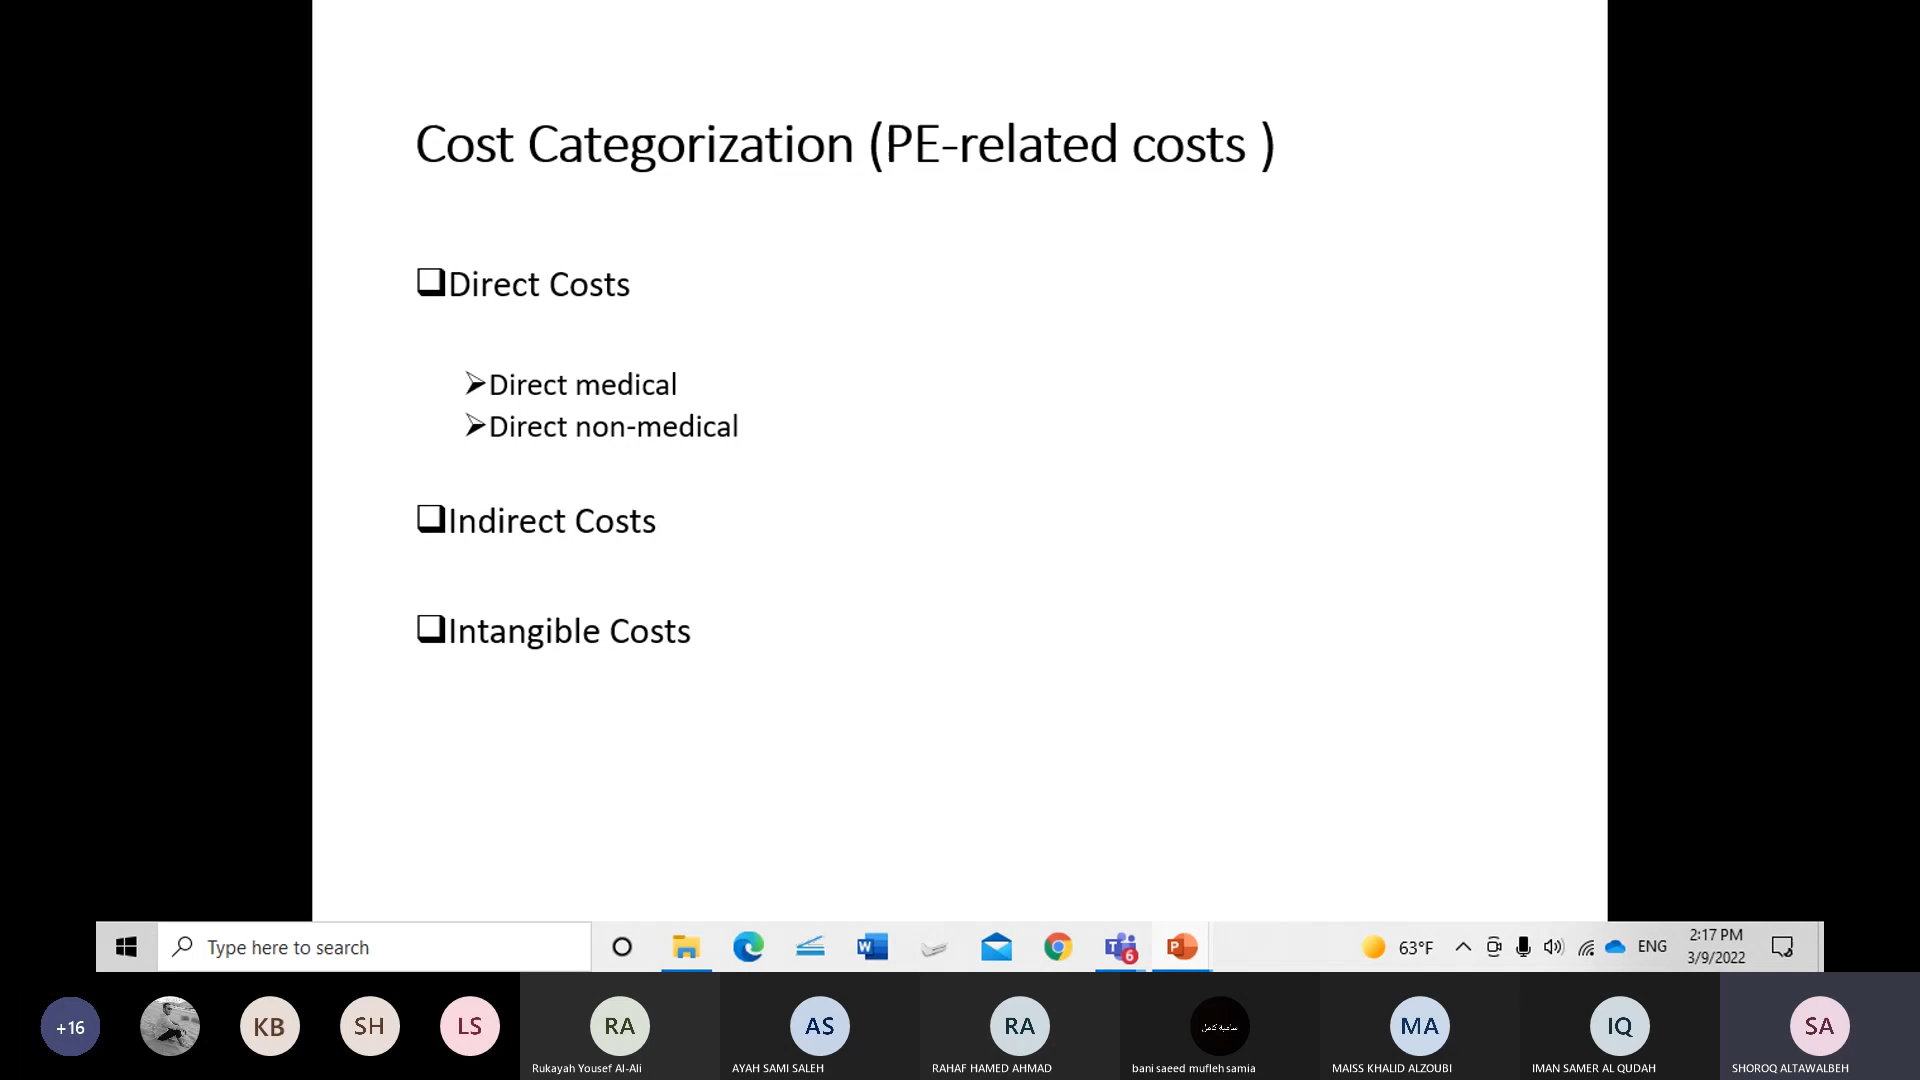 Cost Categorization (PE-related costs )
Direct Costs
Direct medical
Direct non-medical
Indirect Costs
Intangible Costs
Type here to search
63°F
ENG
2:17 PM
3/9/2022
6
+16
KB
SH
LS
RA
AS
RA
MA
IQ
SA
Rukayah Yousef Al-Ali
AYAH SAMI SALEH
RAHAF HAMED AHMAD
bani saeed mufleh samia
MAISS KHALID ALZOUBI
IMAN SAMER AL QUDAH
SHOROQ ALTAWALBEH